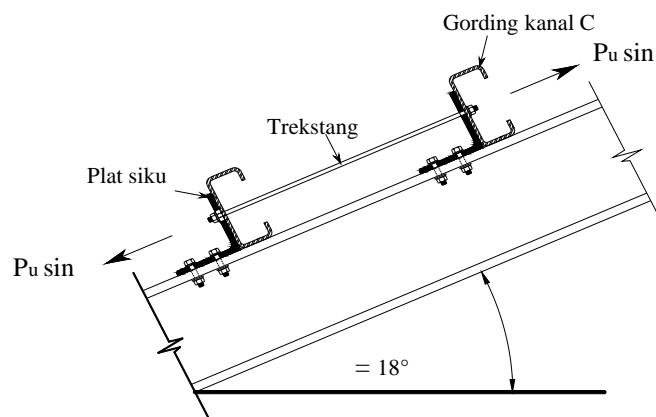 Gording kanal C
Pu sin
Trekstang
Plat siku
Pu sin
= 18°